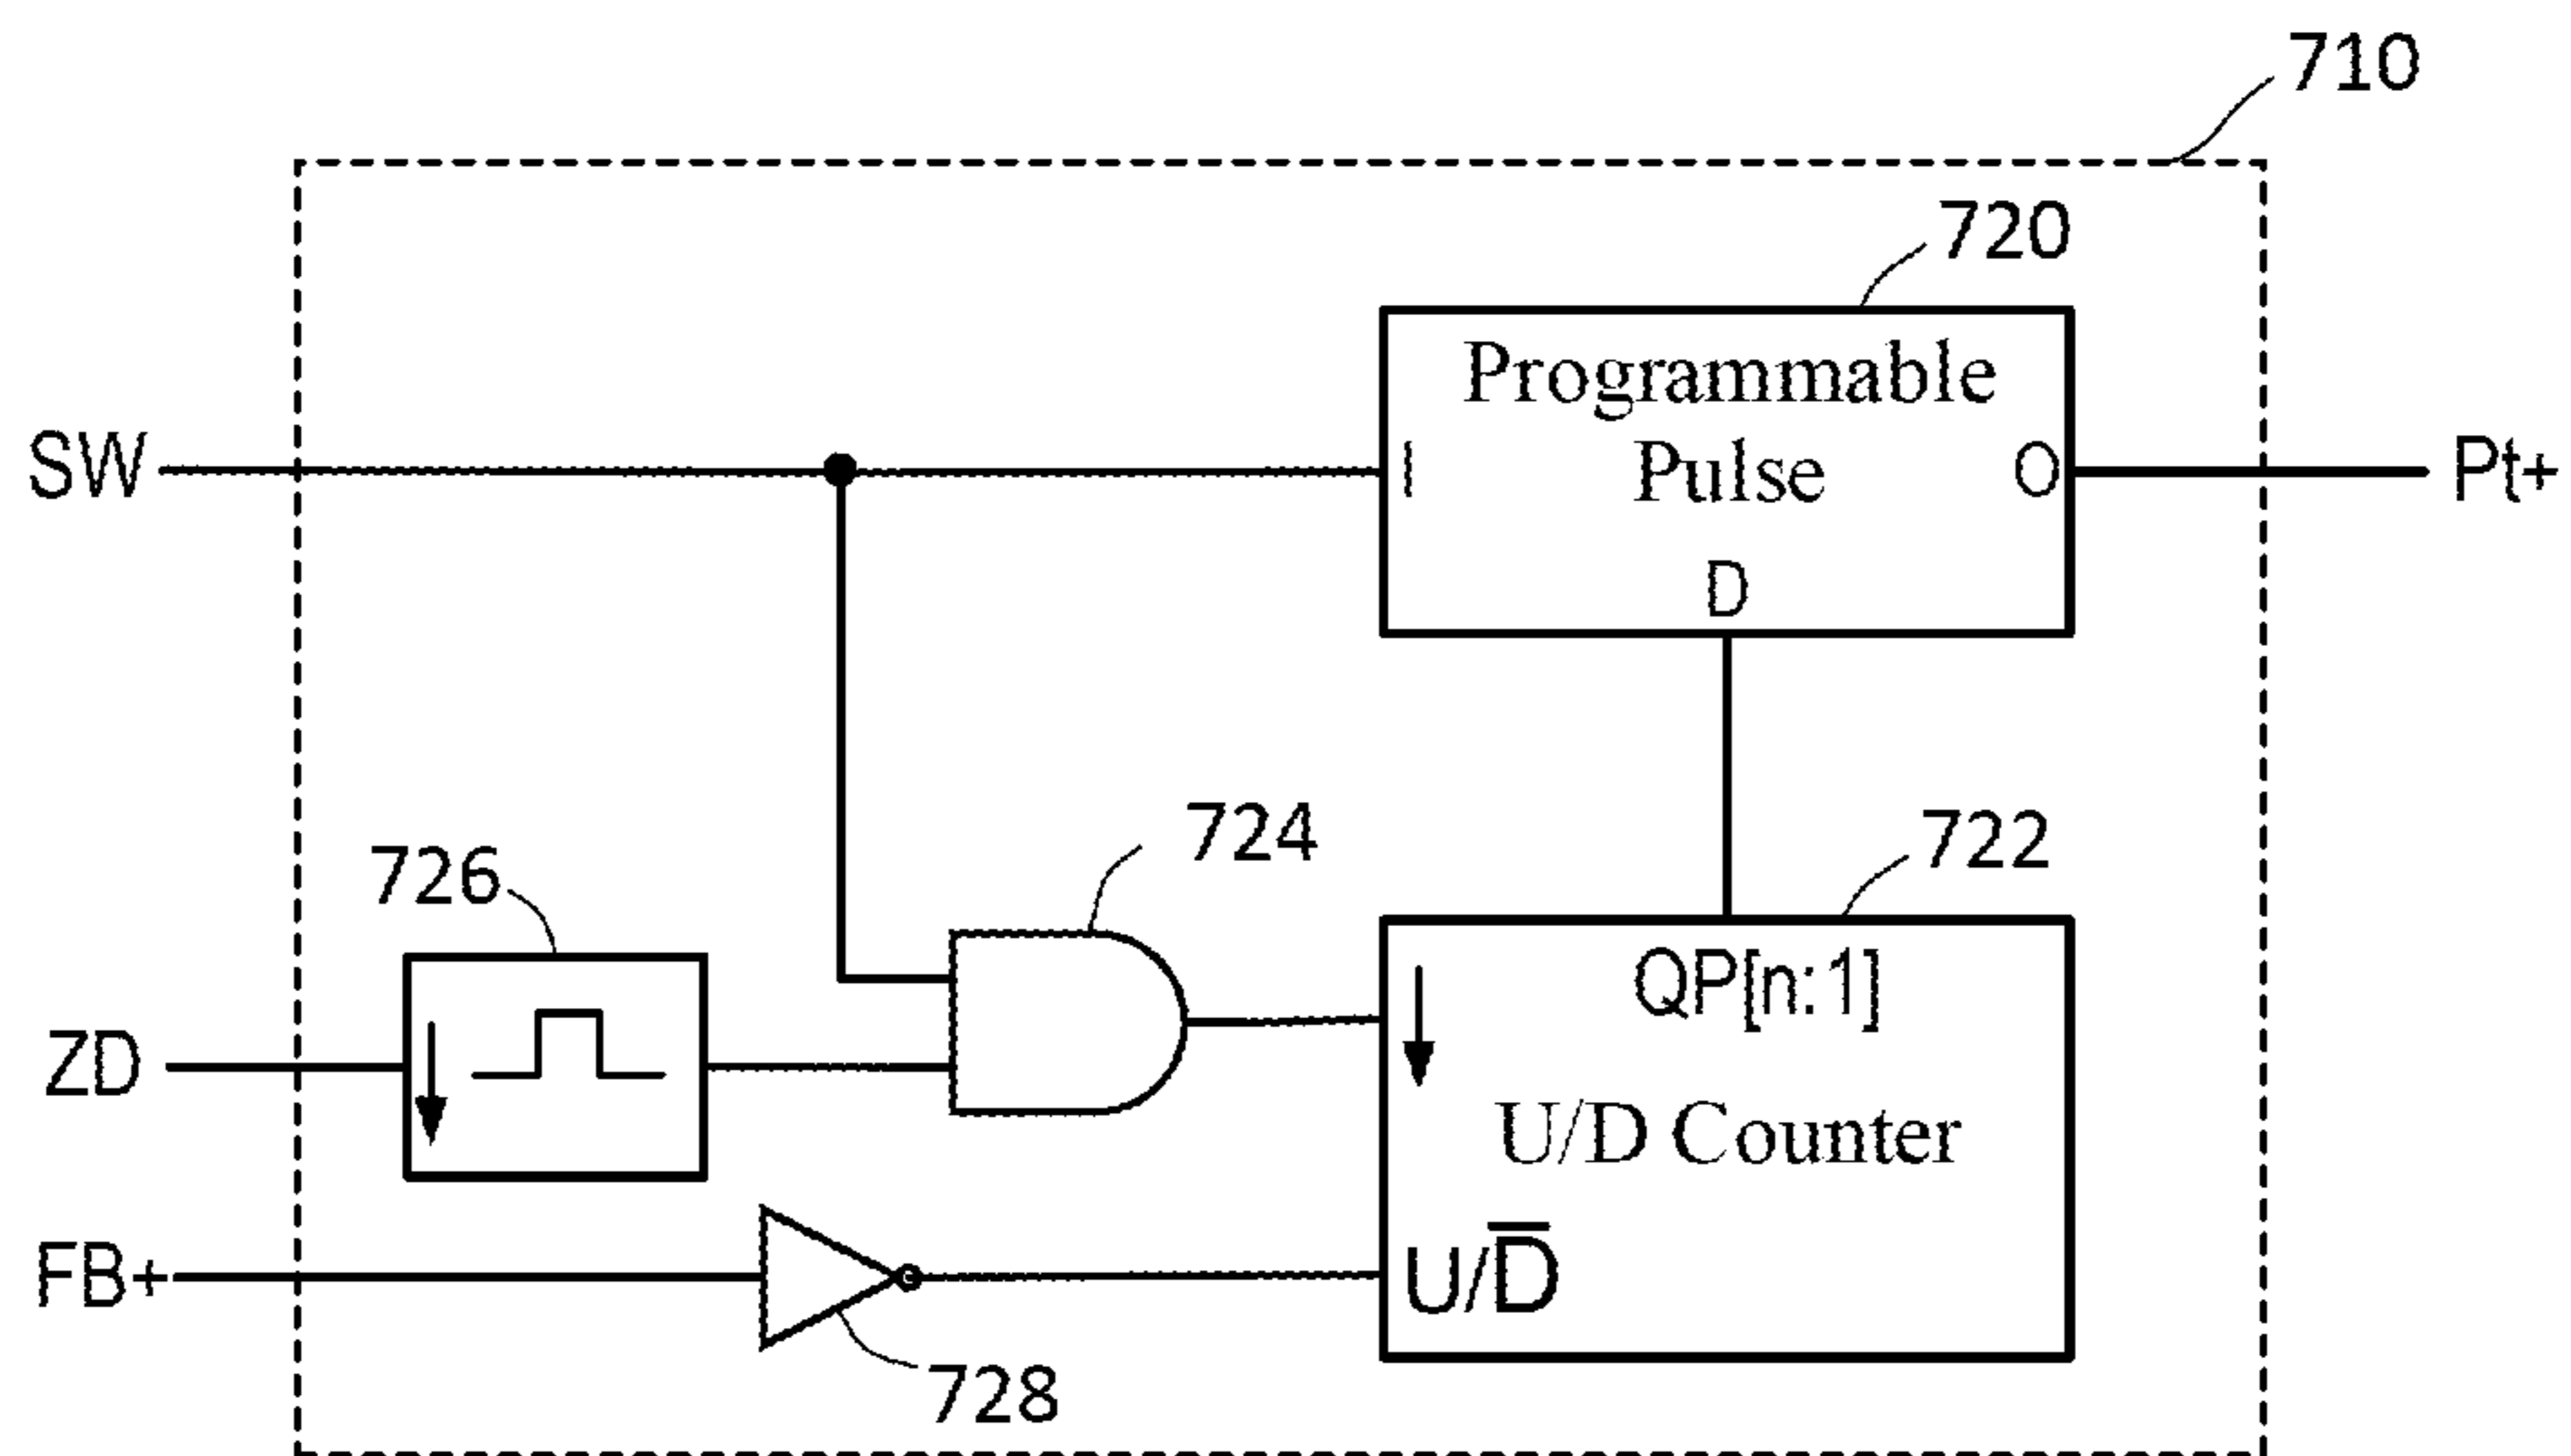 710
720
Programmable
SW
I
Pulse
O
Pt+
D
724
722
726
QP[n:1]
ZD
U/D Counter
FB+
U/D̅
728